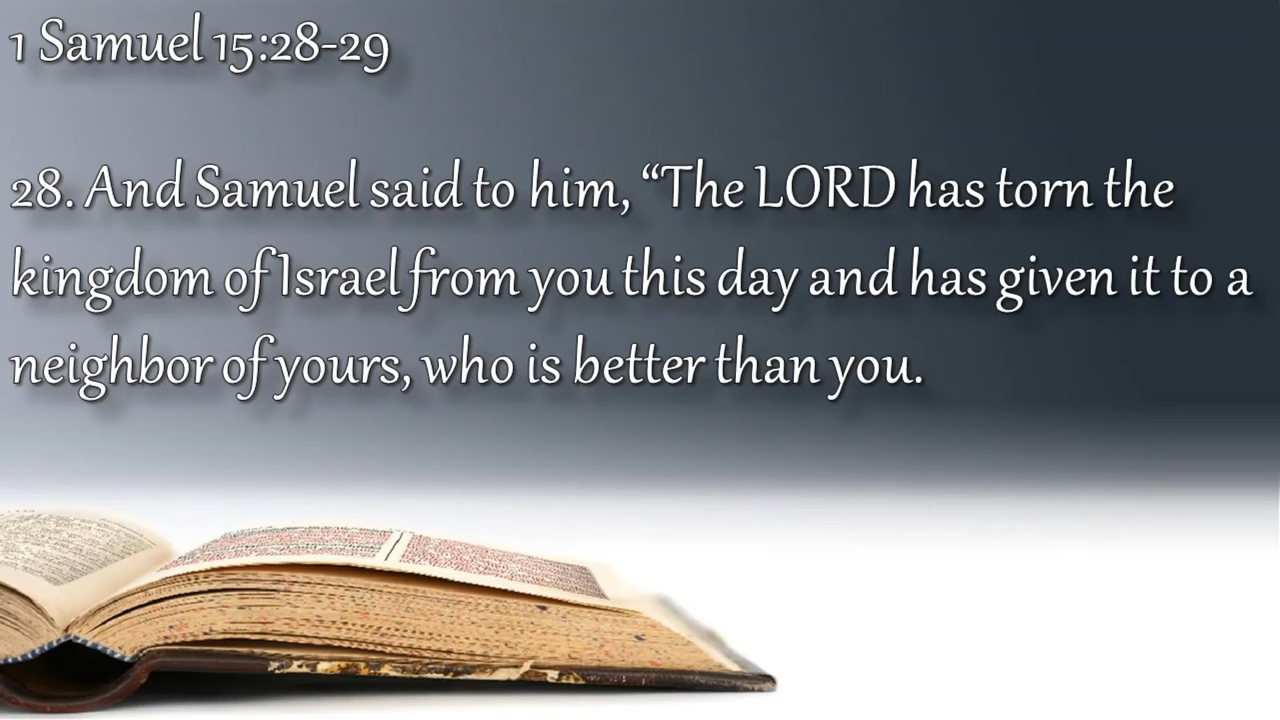 1 Samuel 15:28-29
28. And Samuel said to him, “The LORD has torn the
kingdom of Israel from you this day and has given it to a
neighbor of yours, who is better than you.